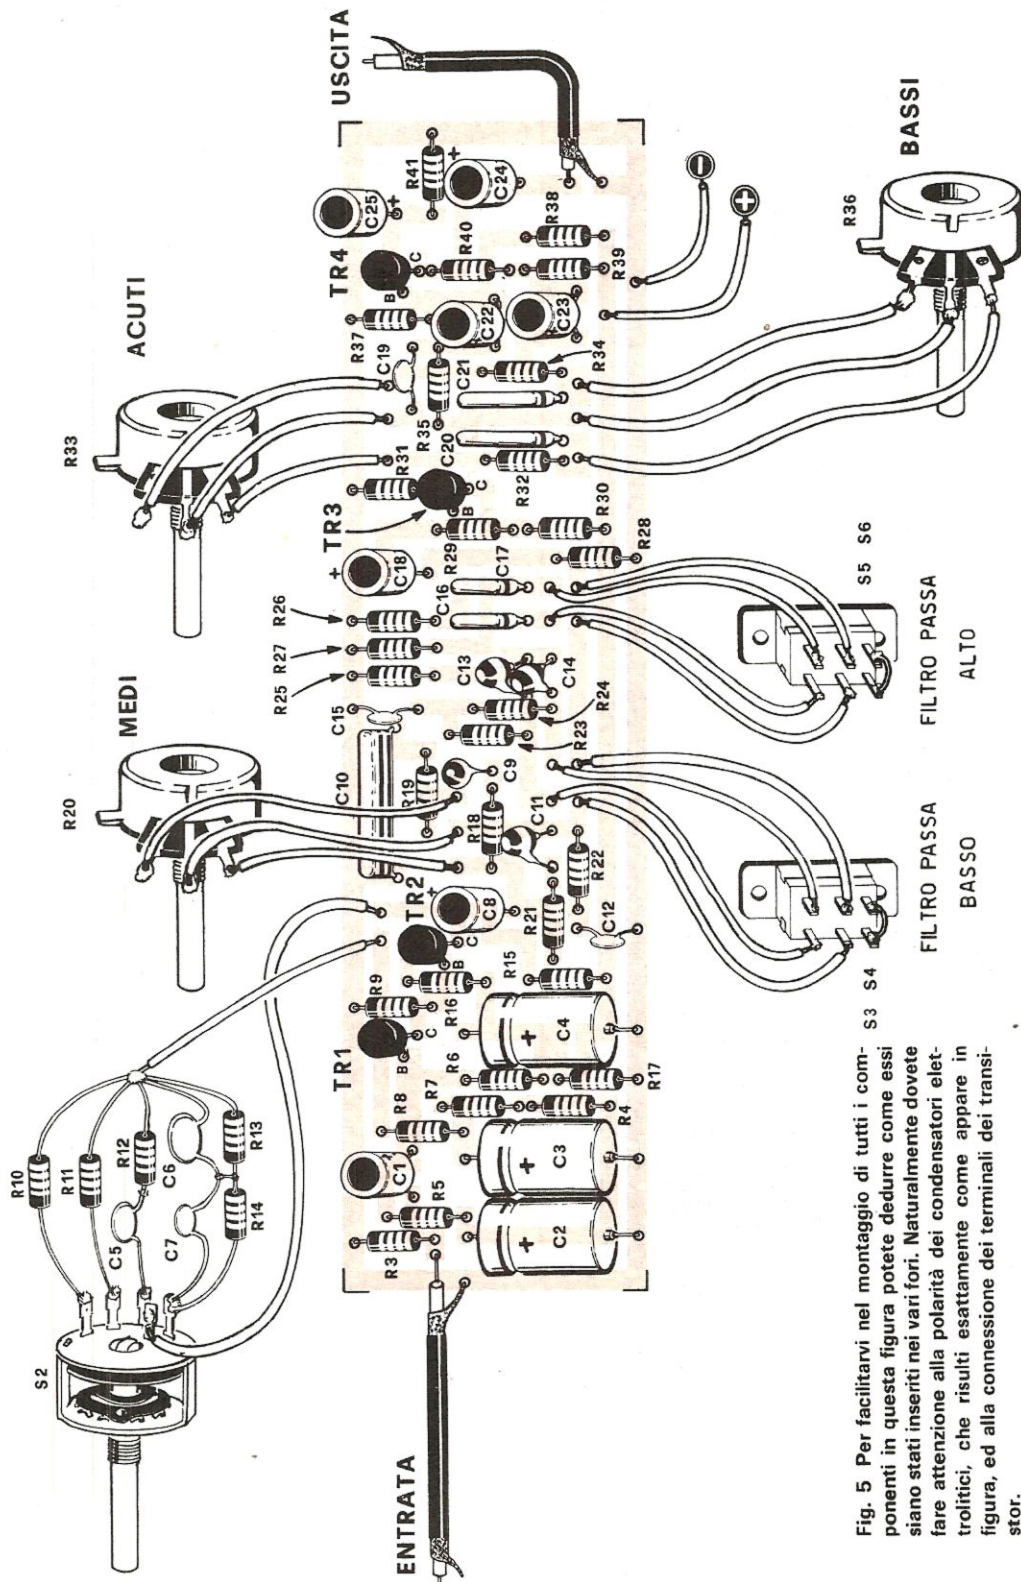 S2
R10
R11
R12
C5
C6
C7
R13
R14
R20
MEDI
R33
ACUTI
USCITA
ENTRATA
R3
R5
C1
R8
R7
R6
TR1
B
C
R9
R16
B
C
TR2
+
C8
C10
R19
C15
R25
R27
R26
+
C18
TR3
R31
B
C
R35
C19
R37
TR4
B
C
C25
+
R41
+
C24
C2
+
C3
+
C4
+
R4
R17
R15
R21
C12
R22
R18
C11
C9
R23
R24
C13
C14
C16
C17
R29
R28
R30
R32
C20
C21
R34
C22
C23
R40
R38
R39
−
+
R36
BASSI
S3 S4
FILTRO PASSA
BASSO
S5 S6
FILTRO PASSA
ALTO
Fig. 5 Per facilitarvi nel montaggio di tutti i com-
ponenti in questa figura potete dedurre come essi
siano stati inseriti nei vari fori. Naturalmente dovete
fare attenzione alla polarità dei condensatori elet-
trolitici, che risulti esattamente come appare in
figura, ed alla connessione dei terminali dei transi-
stor.